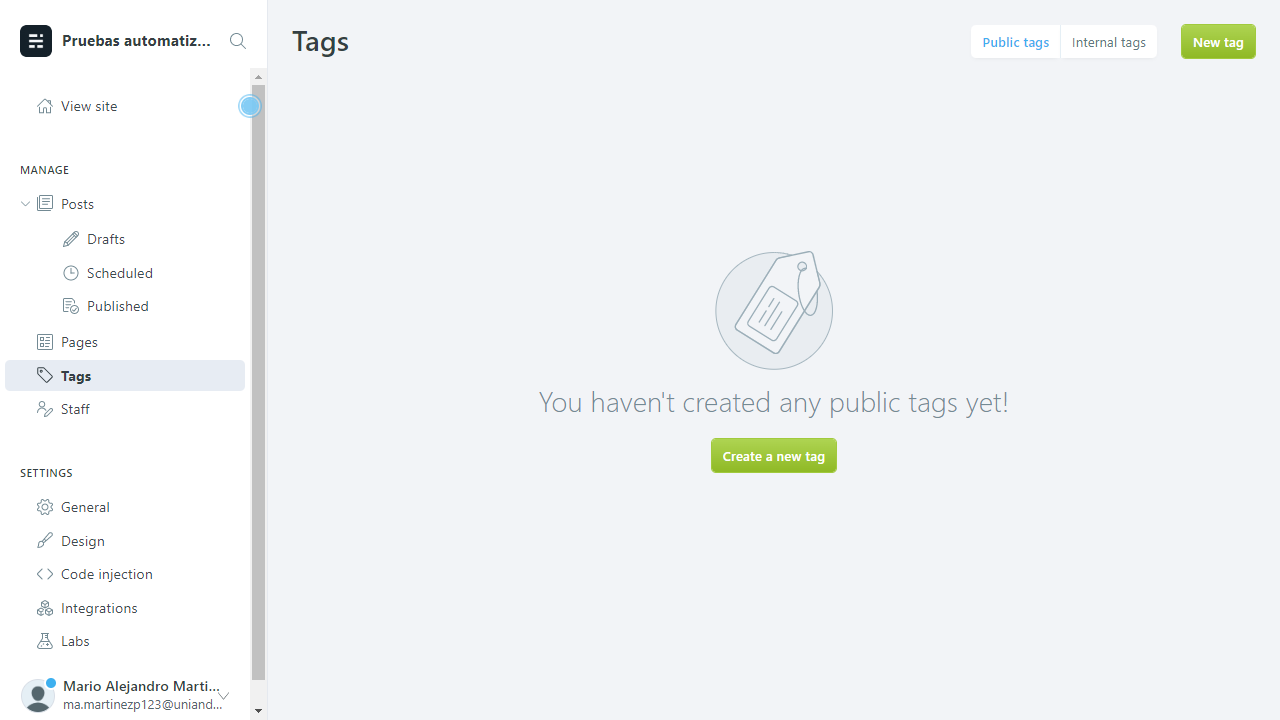 Pruebas automatiz...
View site
MANAGE
Posts
Drafts
Scheduled
Published
Pages
Tags
Staff
SETTINGS
General
Design
Code injection
Integrations
Labs
Mario Alejandro Marti...
ma.martinezp123@uniand...
Tags
Public tags
Internal tags
New tag
You haven't created any public tags yet!
Create a new tag